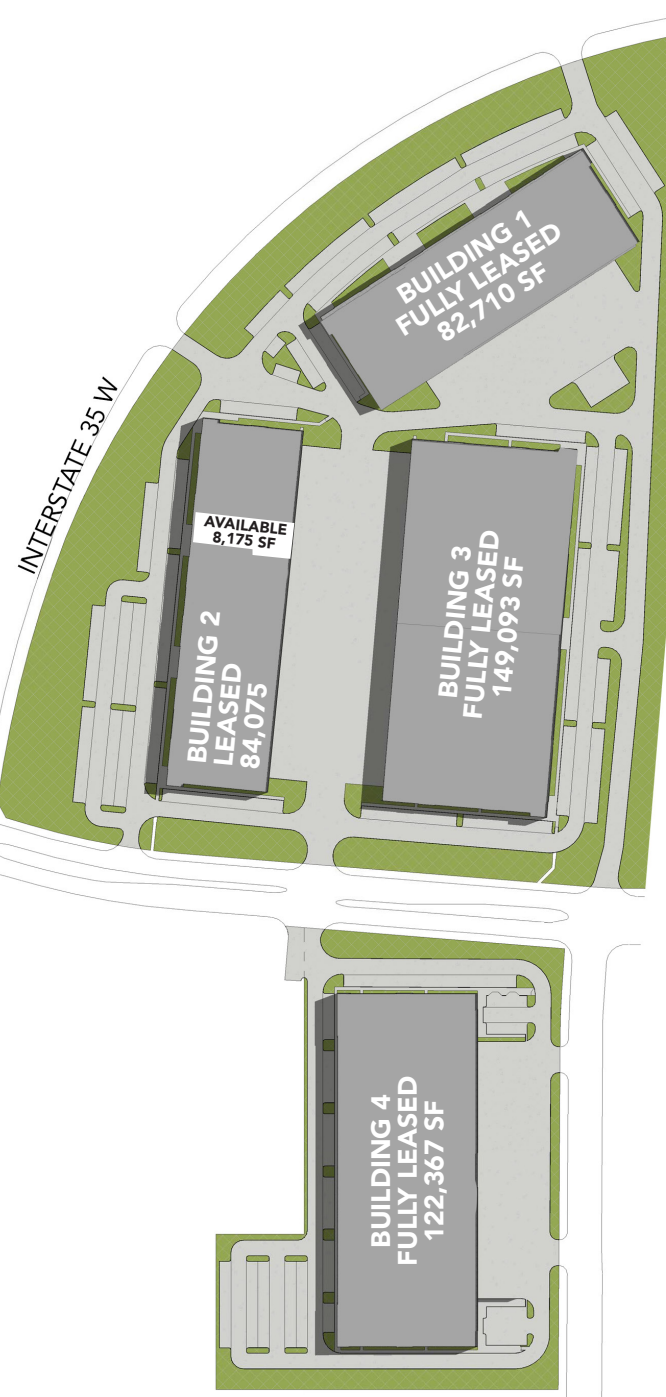 BUILDING 1
FULLY LEASED
82,710 SF
INTERSTATE 35 W
AVAILABLE
8,175 SF
BUILDING 2
LEASED
84,075
BUILDING 3
FULLY LEASED
149,093 SF
BUILDING 4
FULLY LEASED
122,367 SF